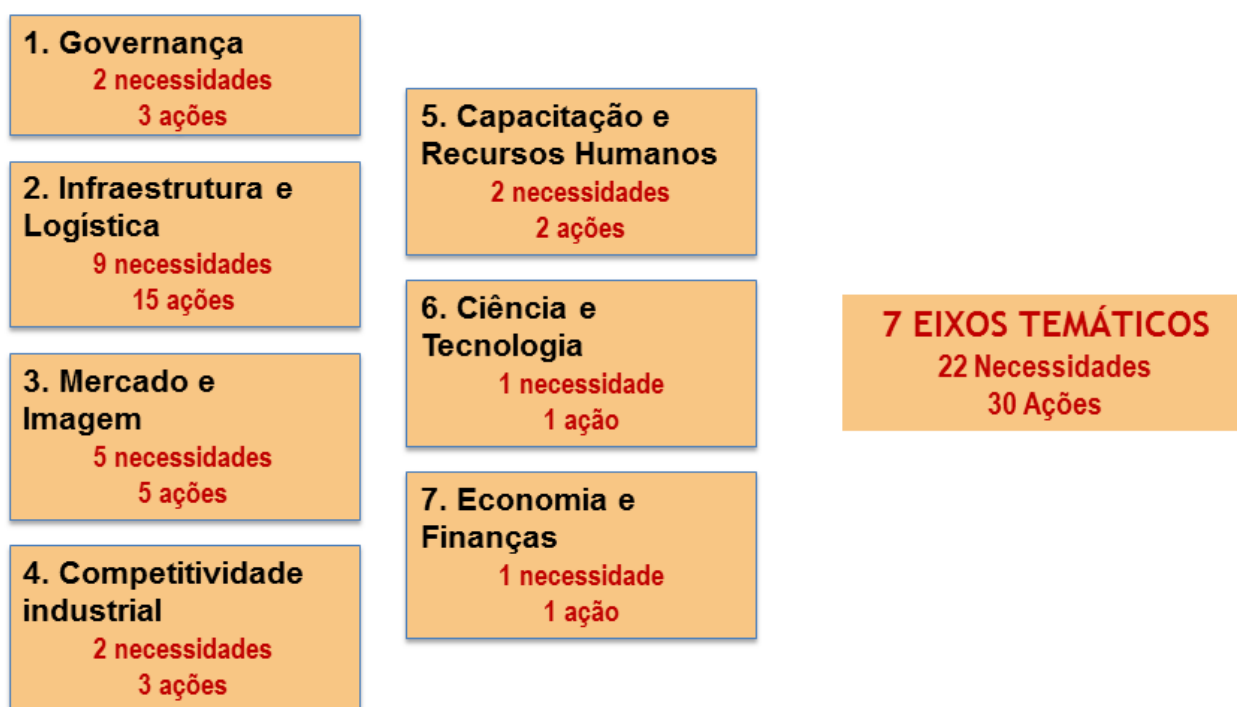 1. Governança
2 necessidades
3 ações
2. Infraestrutura e
Logística
9 necessidades
15 ações
3. Mercado e
Imagem
5 necessidades
5 ações
4. Competitividade
industrial
2 necessidades
3 ações
5. Capacitação e
Recursos Humanos
2 necessidades
2 ações
6. Ciência e
Tecnologia
1 necessidade
1 ação
7. Economia e
Finanças
1 necessidade
1 ação
7 EIXOS TEMÁTICOS
22 Necessidades
30 Ações